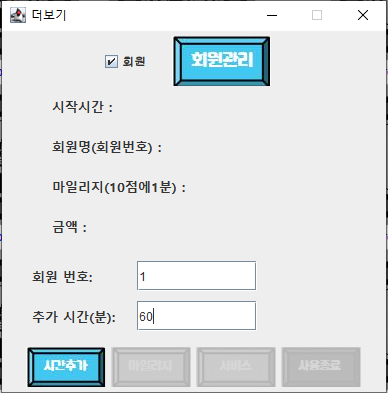 더보기
회원
회원관리
시작시간 :
회원명(회원번호) :
마일리지(10점에1분) :
금액 :
회원 번호: 1
추가 시간(분): 60
시간추가 마일리지 서비스 사용종료